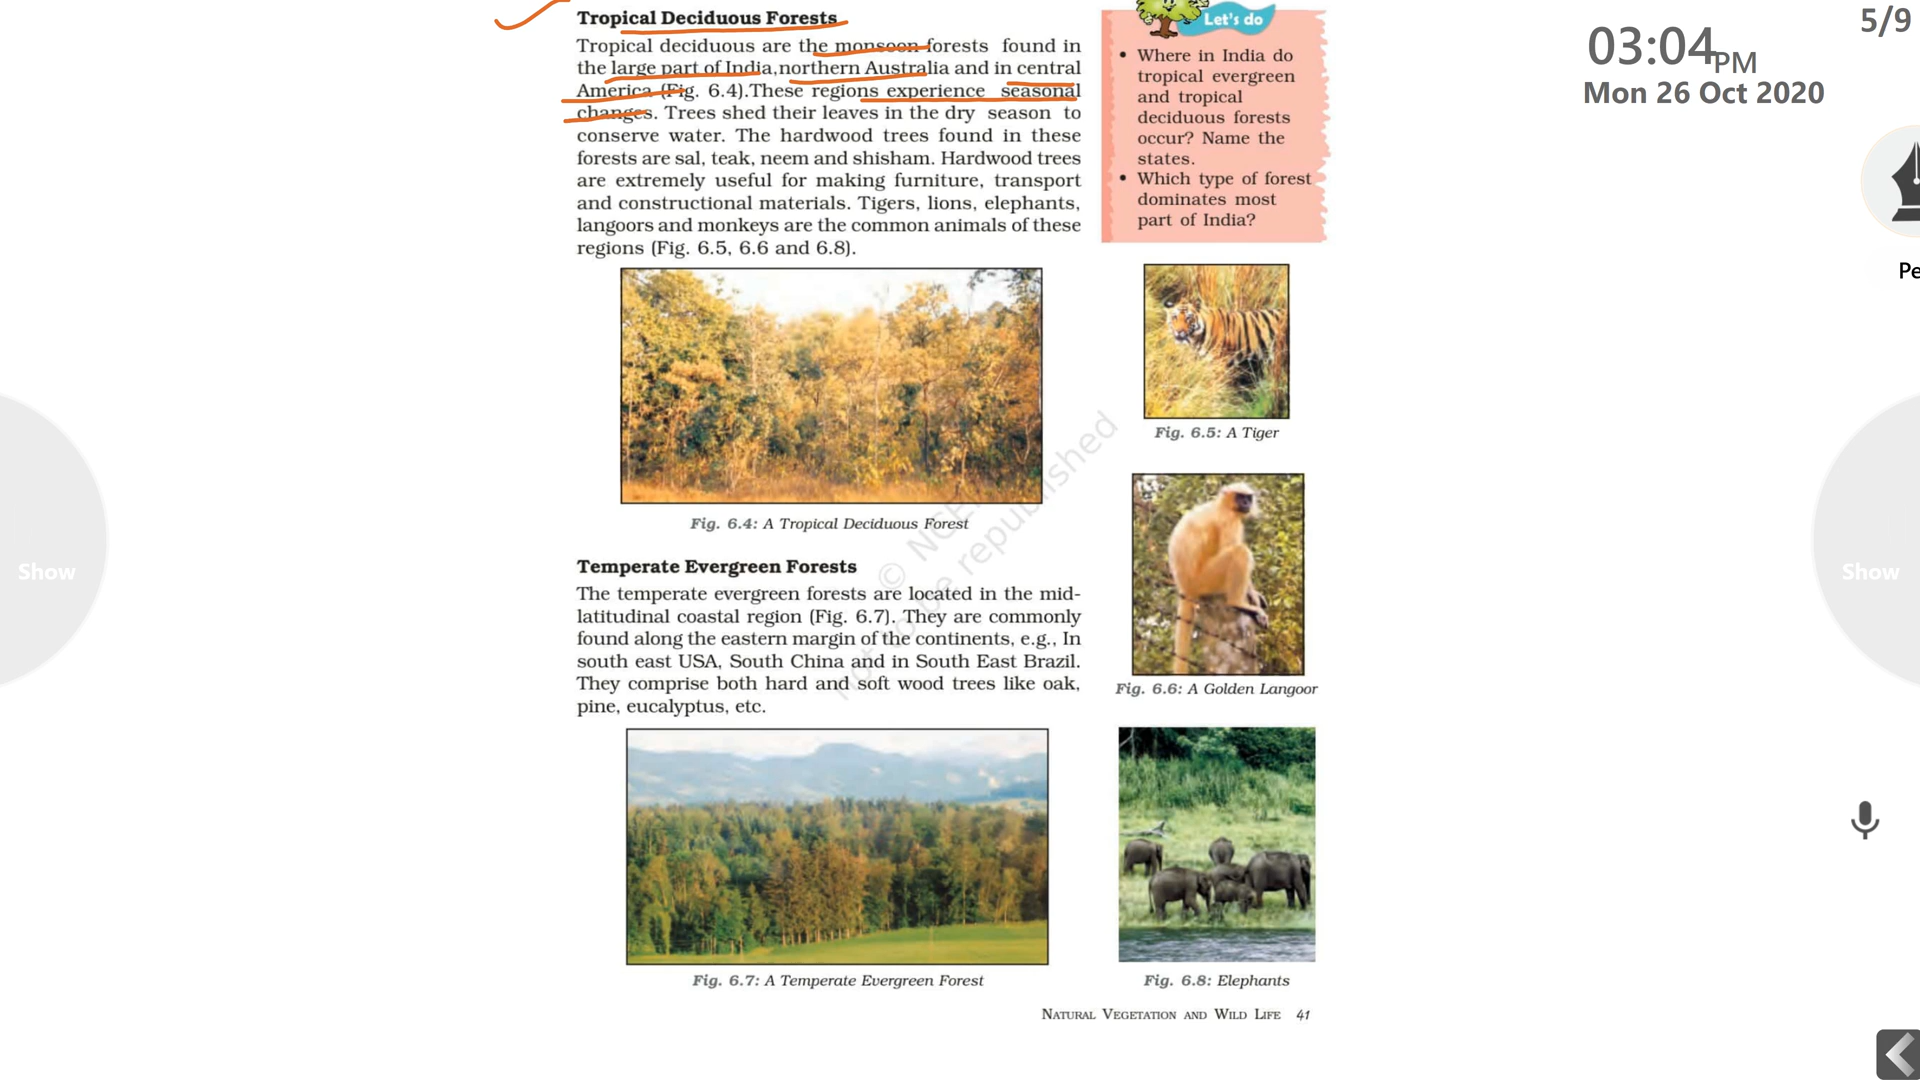 Tropical Deciduous Forests
Tropical deciduous are the monsoon forests found in
the large part of India, northern Australia and in central
America (Fig. 6.4).These regions experience seasonal
changes. Trees shed their leaves in the dry season to
conserve water. The hardwood trees found in these
forests are sal, teak, neem and shisham. Hardwood trees
are extremely useful for making furniture, transport
and constructional materials. Tigers, lions, elephants,
langoors and monkeys are the common animals of these
regions (Fig. 6.5, 6.6 and 6.8).
Fig. 6.4: A Tropical Deciduous Forest
Temperate Evergreen Forests
The temperate evergreen forests are located in the mid-
latitudinal coastal region (Fig. 6.7). They are commonly
found along the eastern margin of the continents, e.g., In
south east USA, South China and in South East Brazil.
They comprise both hard and soft wood trees like oak,
pine, eucalyptus, etc.
Fig. 6.7: A Temperate Evergreen Forest
Let's do
• Where in India do
tropical evergreen
and tropical
deciduous forests
occur? Name the
states.
• Which type of forest
dominates most
part of India?
Fig. 6.5: A Tiger
Fig. 6.6: A Golden Langoor
Fig. 6.8: Elephants
NATURAL VEGETATION AND WILD LIFE 41
not to be republished
5/9
03:04PM
Mon 26 Oct 2020
Pe
Show
Show